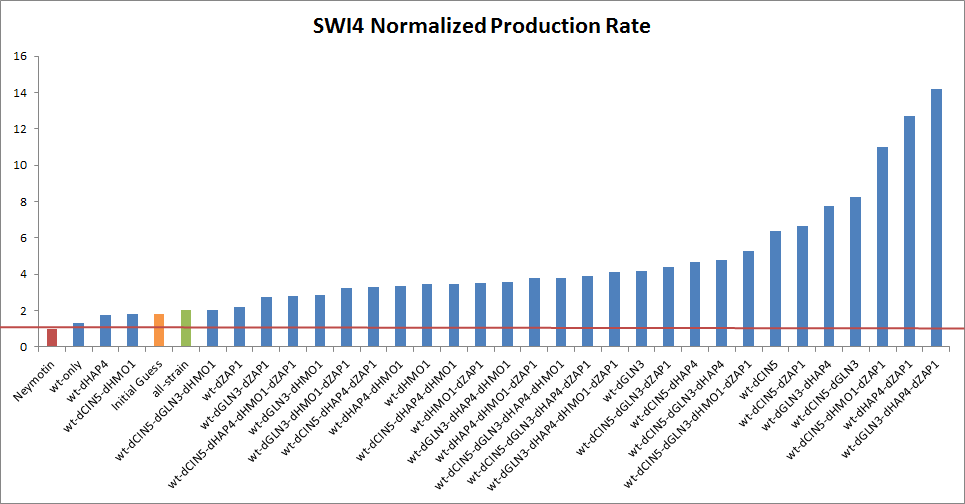 SWI4 Normalized Production Rate
16
14
12
10
8
6
4
2
0
Neymotin
wt-only
wt-dHAP4
wt-dCIN5-dHMO1
Initial Guess
all-strain
wt-dCIN5-dGLN3-dHMO1
wt-dZAP1
wt-dGLN3-dZAP1
wt-dCIN5-dHAP4-dHMO1-dZAP1
wt-dGLN3-dHMO1
wt-dGLN3-dHMO1-dZAP1
wt-dCIN5-dHAP4-dZAP1
wt-dHAP4-dHMO1
wt-dHMO1
wt-dCIN5-dHAP4-dHMO1
wt-dHMO1-dZAP1
wt-dGLN3-dHAP4-dHMO1
wt-dHAP4-dHMO1-dZAP1
wt-dCIN5-dGLN3-dHAP4-dHMO1
wt-dCIN5-dGLN3-dHAP4-dZAP1
wt-dGLN3-dHAP4-dHMO1-dZAP1
wt-dGLN3
wt-dCIN5-dGLN3-dZAP1
wt-dCIN5-dHAP4
wt-dCIN5-dGLN3-dHAP4
wt-dCIN5-dGLN3-dHMO1-dZAP1
wt-dCIN5
wt-dCIN5-dZAP1
wt-dGLN3-dHAP4
wt-dCIN5-dGLN3
wt-dCIN5-dHMO1-dZAP1
wt-dHAP4-dZAP1
wt-dGLN3-dHAP4-dZAP1